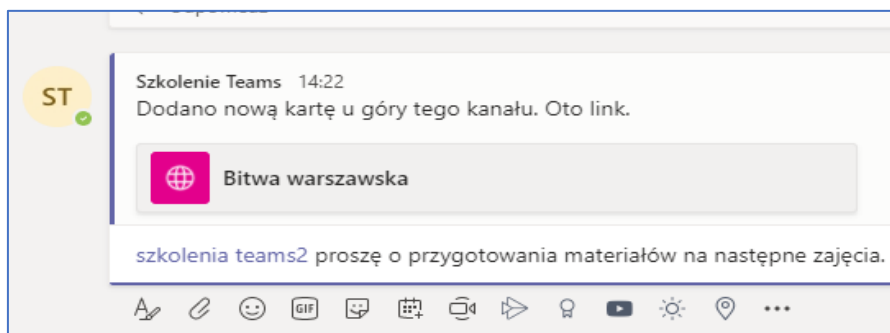 Szkolenie Teams 14:22
ST
Dodano nową kartę u góry tego kanału. Oto link.
Bitwa warszawska
szkolenia teams2 proszę o przygotowania materiałów na następne zajęcia.
GIF